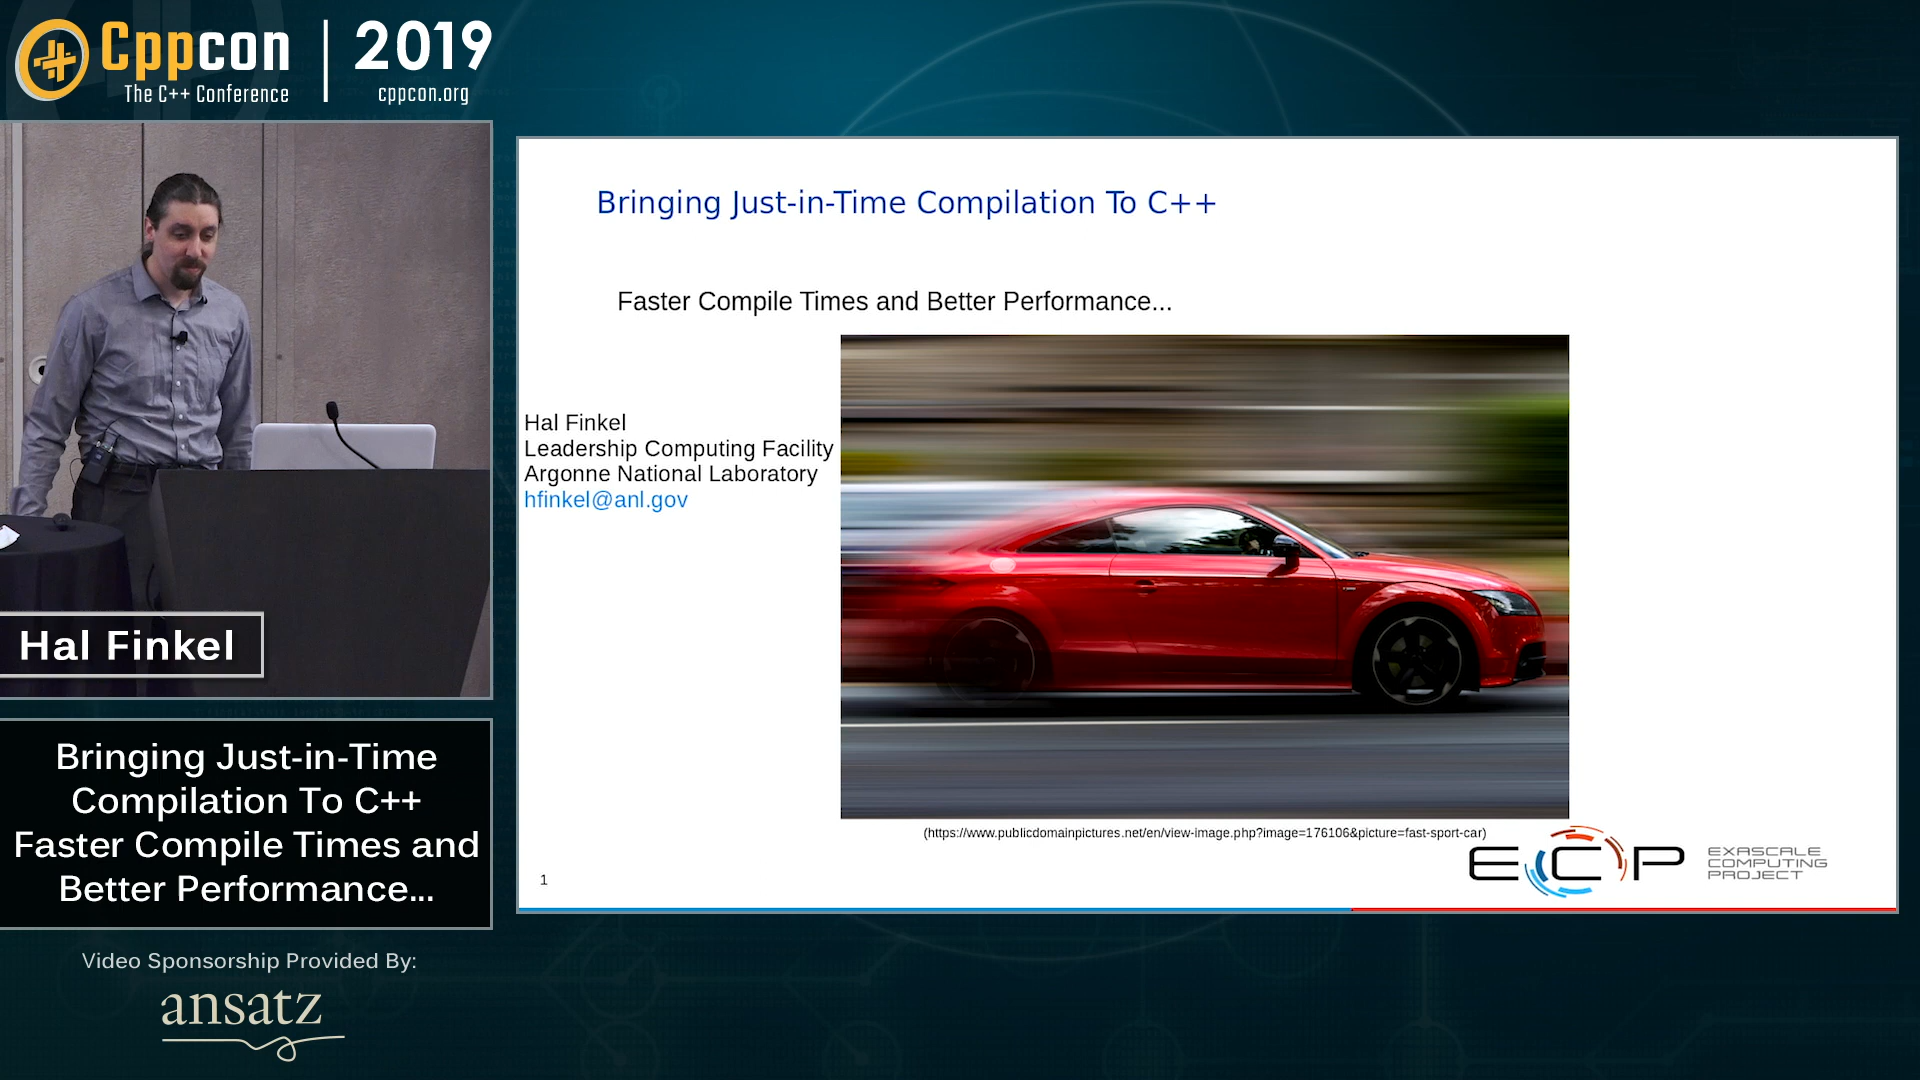 Cppcon
The C++ Conference
2019
cppcon.org
Bringing Just-in-Time Compilation To C++
Faster Compile Times and Better Performance...
Hal Finkel
Leadership Computing Facility
Argonne National Laboratory
hfinkel@anl.gov
(https://www.publicdomainpictures.net/en/view-image.php?image=176106&picture=fast-sport-car)
1
ECP
EXASCALE
COMPUTING
PROJECT
Hal Finkel
Bringing Just-in-Time
Compilation To C++
Faster Compile Times and
Better Performance...
Video Sponsorship Provided By:
ansatz